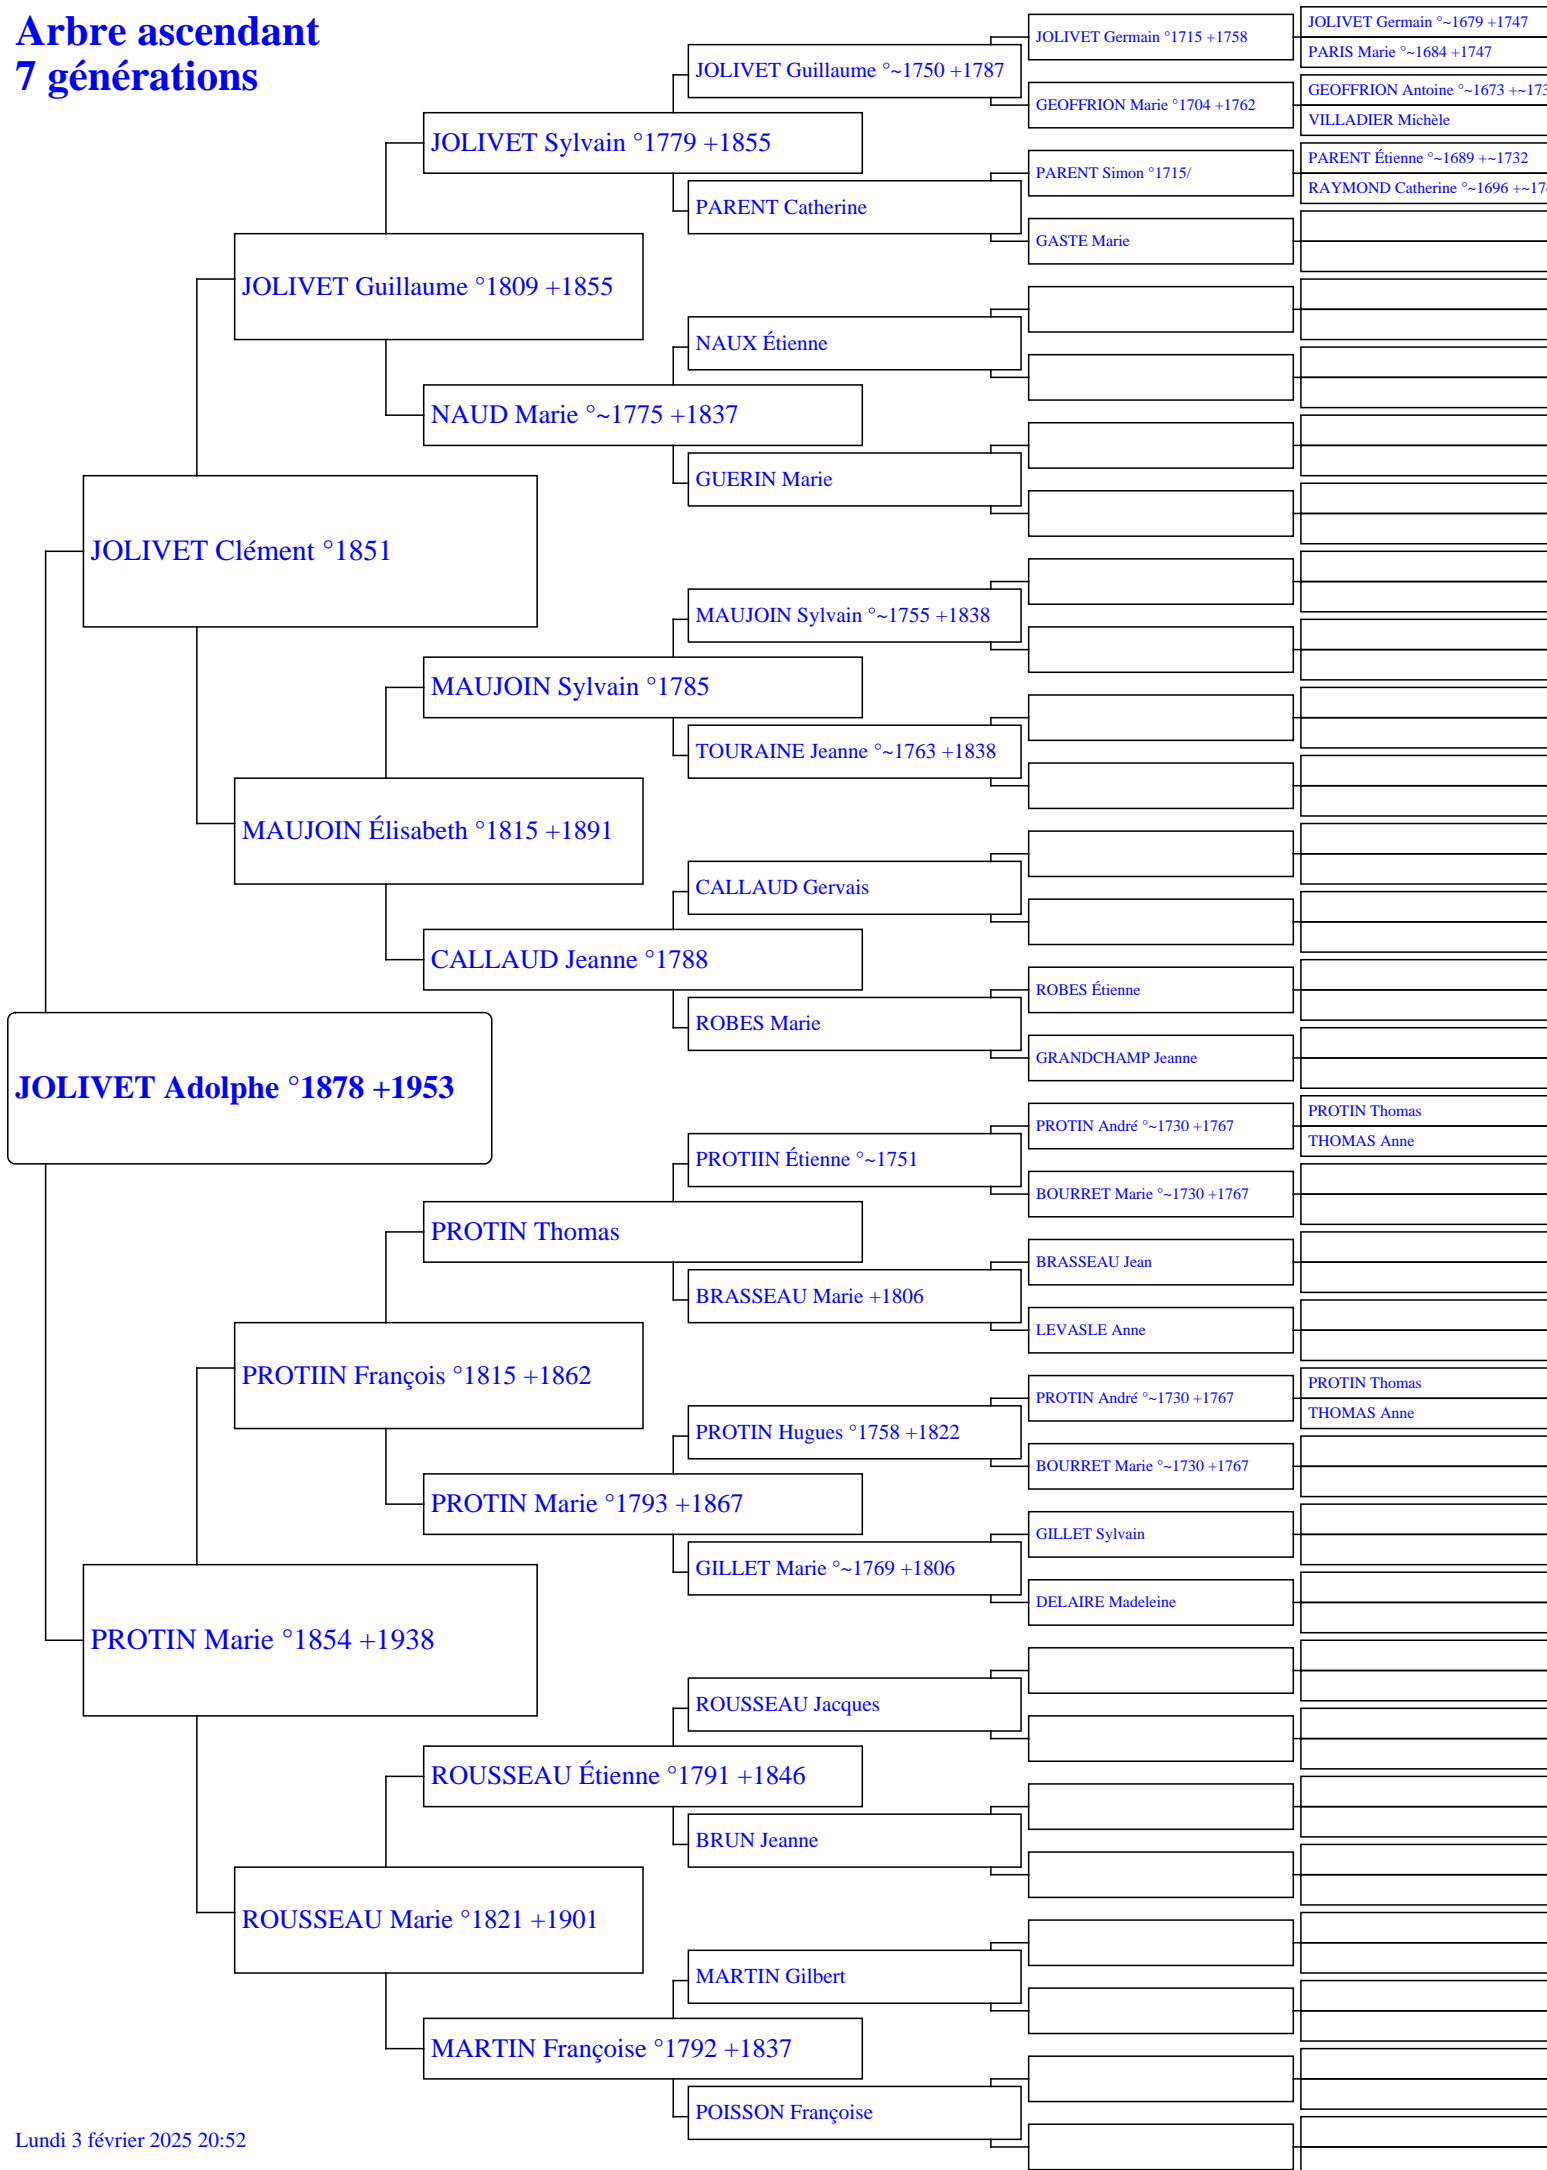 Arbre ascendant
7 générations
JOLIVET Adolphe °1878 +1953
JOLIVET Clément °1851
PROTIN Marie °1854 +1938
JOLIVET Guillaume °1809 +1855
MAUJOIN Élisabeth °1815 +1891
PROTIIN François °1815 +1862
ROUSSEAU Marie °1821 +1901
JOLIVET Sylvain °1779 +1855
NAUD Marie °~1775 +1837
MAUJOIN Sylvain °1785
CALLAUD Jeanne °1788
PROTIN Thomas
PROTIN Marie °1793 +1867
ROUSSEAU Étienne °1791 +1846
MARTIN Françoise °1792 +1837
JOLIVET Guillaume °~1750 +1787
PARENT Catherine
NAUX Étienne
GUERIN Marie
MAUJOIN Sylvain °~1755 +1838
TOURAINE Jeanne °~1763 +1838
CALLAUD Gervais
ROBES Marie
PROTIIN Étienne °~1751
BRASSEAU Marie +1806
PROTIN Hugues °1758 +1822
GILLET Marie °~1769 +1806
ROUSSEAU Jacques
BRUN Jeanne
MARTIN Gilbert
POISSON Françoise
JOLIVET Germain °1715 +1758
GEOFFRION Marie °1704 +1762
PARENT Simon °1715/
GASTE Marie
ROBES Étienne
GRANDCHAMP Jeanne
PROTIN André °~1730 +1767
BOURRET Marie °~1730 +1767
BRASSEAU Jean
LEVASLE Anne
PROTIN André °~1730 +1767
BOURRET Marie °~1730 +1767
GILLET Sylvain
DELAIRE Madeleine
JOLIVET Germain °~1679 +1747
PARIS Marie °~1684 +1747
GEOFFRION Antoine °~1673
VILLADIER Michèle
PARENT Étienne °~1689 +~1732
RAYMOND Catherine °~1696
PROTIN Thomas
THOMAS Anne
PROTIN Thomas
THOMAS Anne
Lundi 3 février 2025 20:52